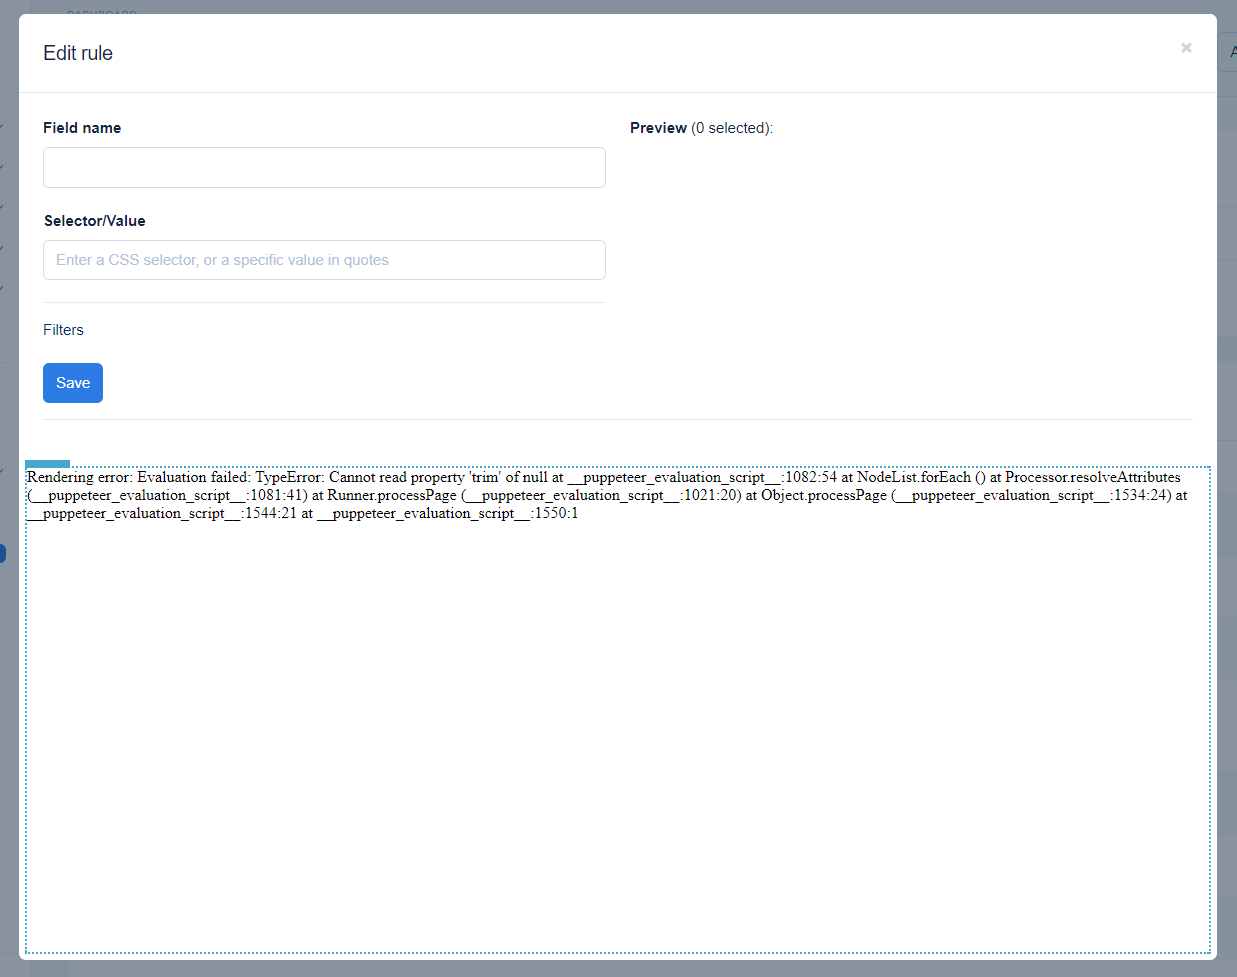 Edit rule
×
Field name
Preview (0 selected):
Selector/Value
Enter a CSS selector, or a specific value in quotes
Filters
Save
Rendering error: Evaluation failed: TypeError: Cannot read property 'trim' of null at __puppeteer_evaluation_script__:1082:54 at NodeList.forEach () at Processor.resolveAttributes
(__puppeteer_evaluation_script__:1081:41) at Runner.processPage (__puppeteer_evaluation_script__:1021:20) at Object.processPage (__puppeteer_evaluation_script__:1534:24) at
__puppeteer_evaluation_script__:1544:21 at __puppeteer_evaluation_script__:1550:1